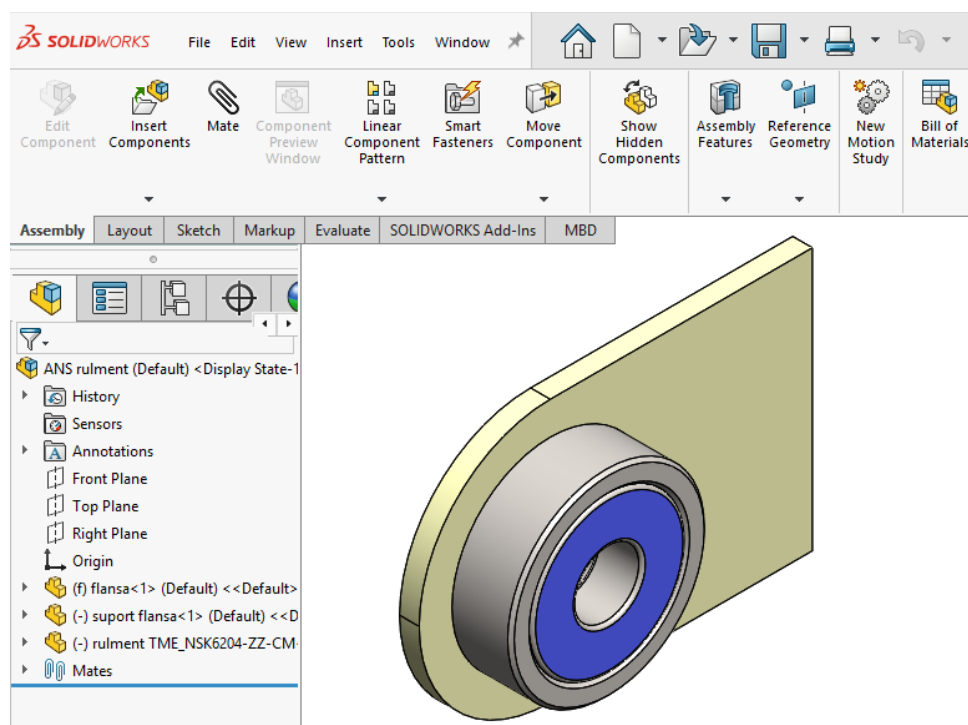 SOLIDWORKS File Edit View Insert Tools Window
Edit Component
Insert Components
Mate
Component Preview Window
Linear Component Pattern
Smart Fasteners
Move Component
Show Hidden Components
Assembly Features
Reference Geometry
New Motion Study
Bill of Materials
Assembly Layout Sketch Markup Evaluate SOLIDWORKS Add-Ins MBD
ANS rulment (Default) <Display State-1
History
Sensors
A Annotations
Front Plane
Top Plane
Right Plane
Origin
(f) flansa<1> (Default) <<Default>
(-) suport flansa<1> (Default) <<D
(-) rulment TME_NSK6204-ZZ-CM-
Mates